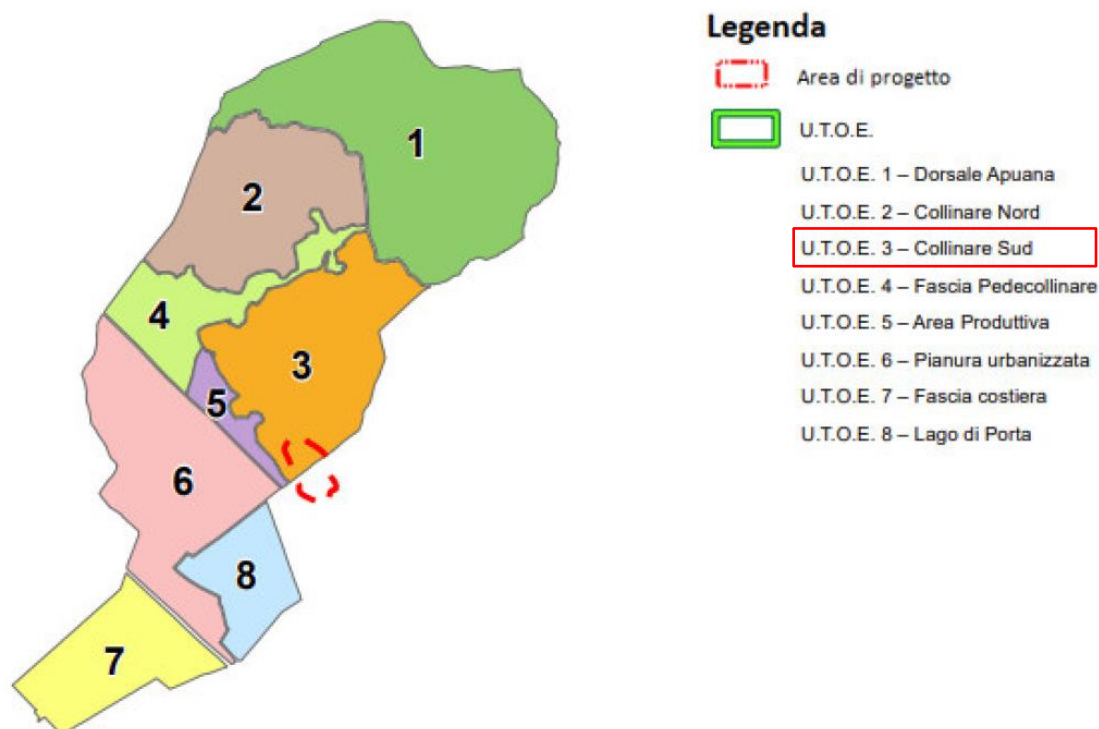 Legenda
Area di progetto
U.T.O.E.
U.T.O.E. 1 – Dorsale Apuana
U.T.O.E. 2 – Collinare Nord
U.T.O.E. 3 – Collinare Sud
U.T.O.E. 4 – Fascia Pedecollinare
U.T.O.E. 5 – Area Produttiva
U.T.O.E. 6 – Pianura urbanizzata
U.T.O.E. 7 – Fascia costiera
U.T.O.E. 8 – Lago di Porta
1
2
4
3
5
6
8
7